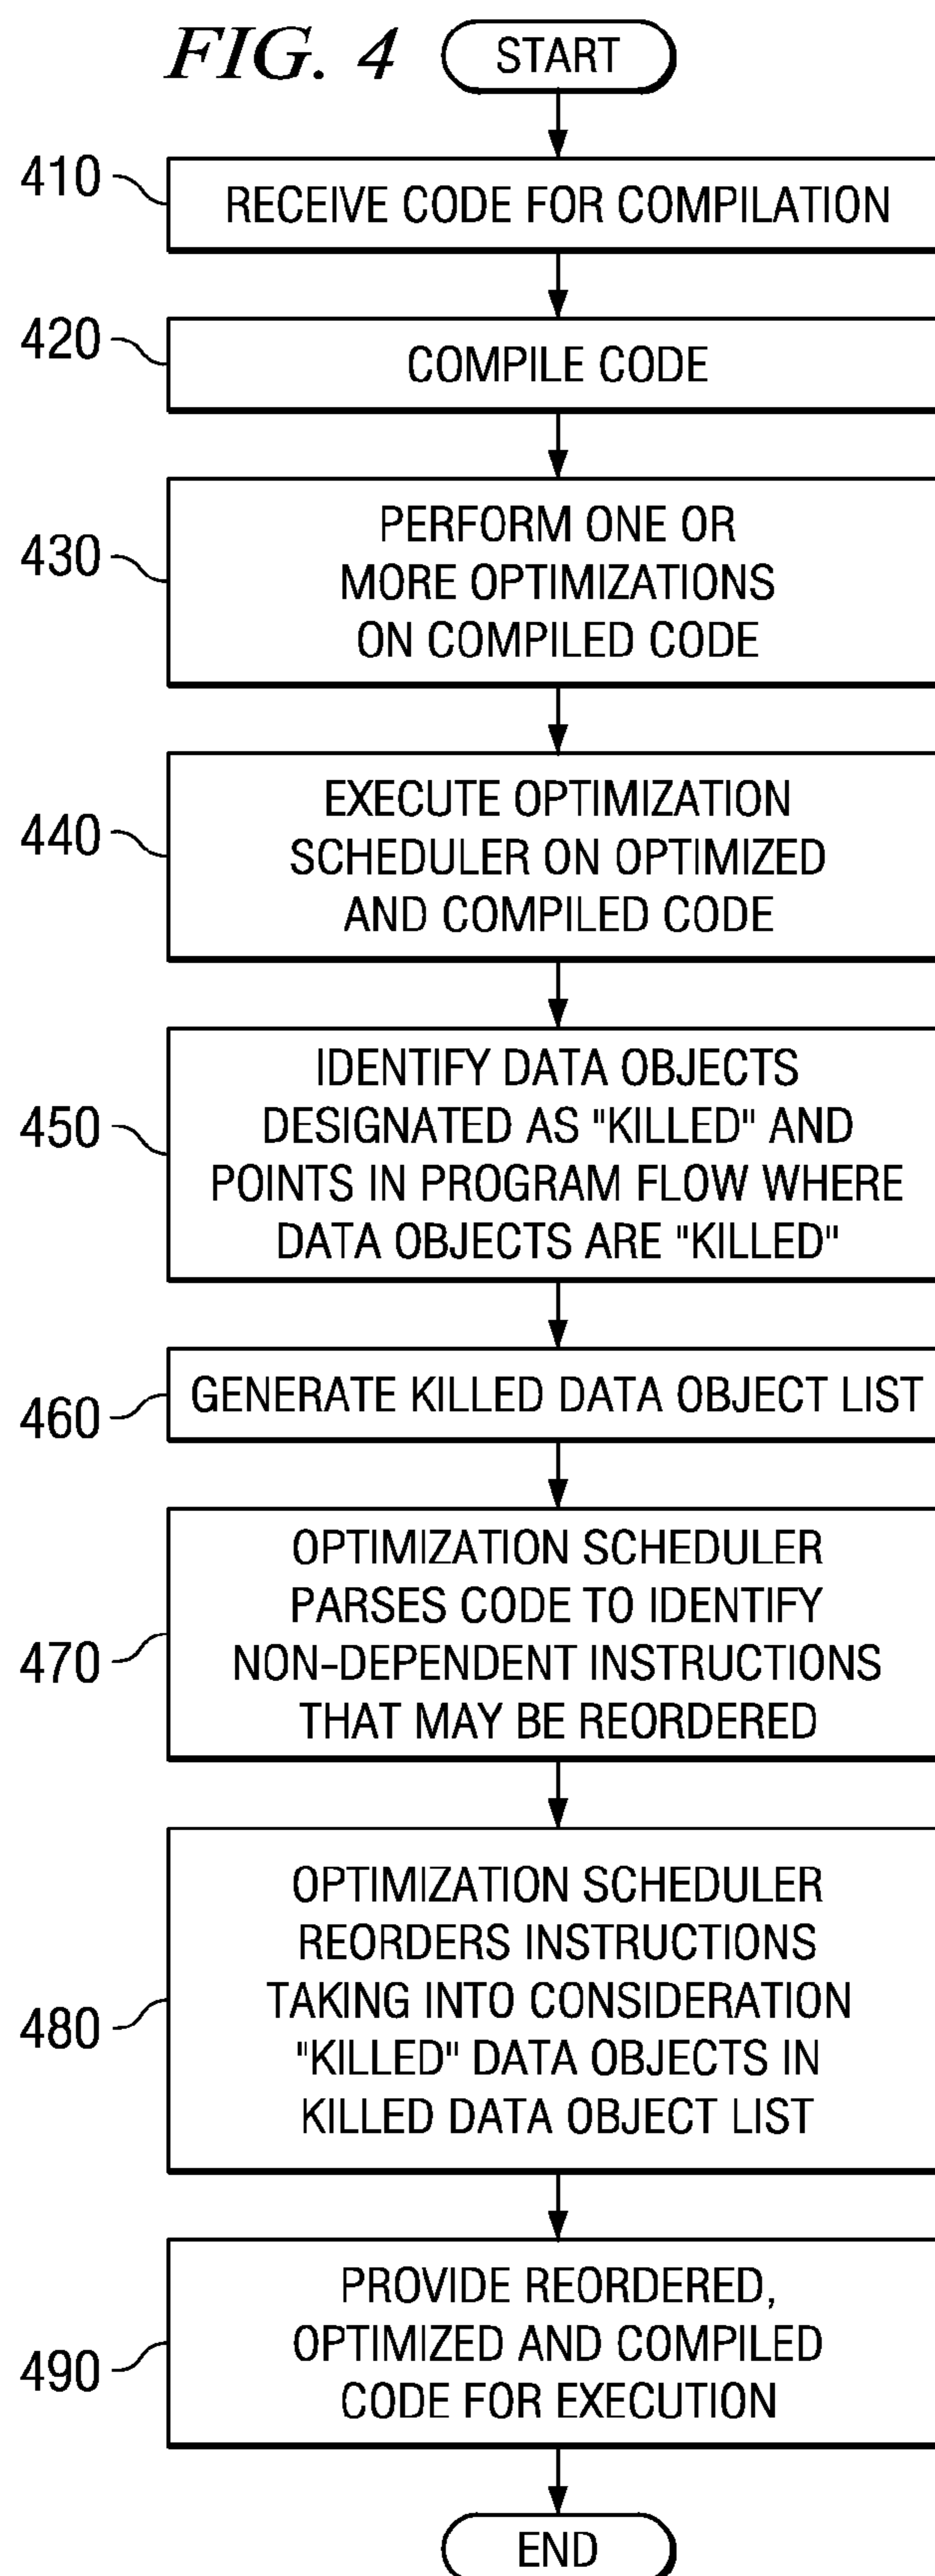 FIG. 4
START
410
RECEIVE CODE FOR COMPILATION
420
COMPILE CODE
430
PERFORM ONE OR
MORE OPTIMIZATIONS
ON COMPILED CODE
440
EXECUTE OPTIMIZATION
SCHEDULER ON OPTIMIZED
AND COMPILED CODE
450
IDENTIFY DATA OBJECTS
DESIGNATED AS "KILLED" AND
POINTS IN PROGRAM FLOW WHERE
DATA OBJECTS ARE "KILLED"
460
GENERATE KILLED DATA OBJECT LIST
470
OPTIMIZATION SCHEDULER
PARSES CODE TO IDENTIFY
NON-DEPENDENT INSTRUCTIONS
THAT MAY BE REORDERED
480
OPTIMIZATION SCHEDULER
REORDERS INSTRUCTIONS
TAKING INTO CONSIDERATION
"KILLED" DATA OBJECTS IN
KILLED DATA OBJECT LIST
490
PROVIDE REORDERED,
OPTIMIZED AND COMPILED
CODE FOR EXECUTION
END